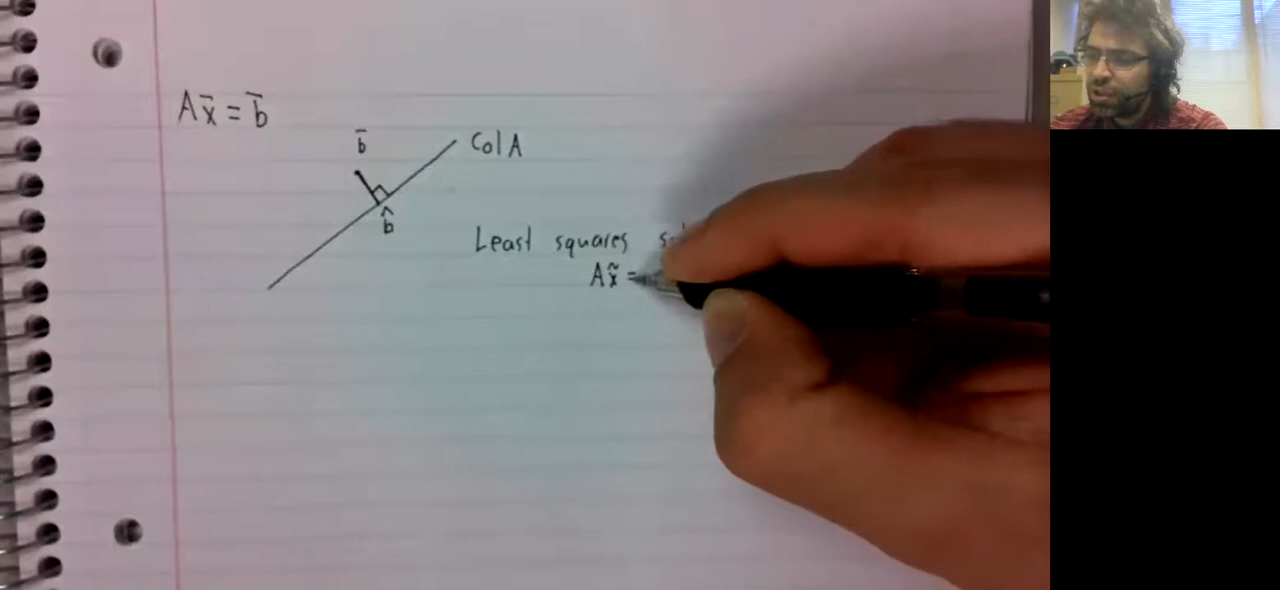 Ax̄ = b̄
b̄
Col A
b̂
Least squares
Ax̃ =